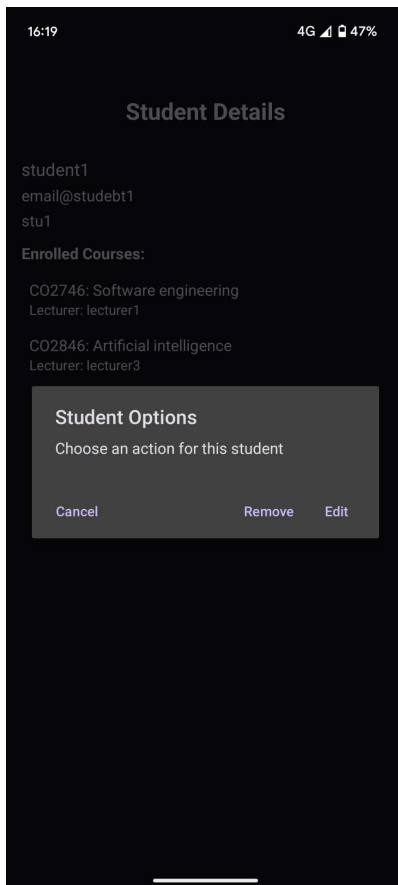 16:19 4G 47%
Student Details
student1
email@studebt1
stu1
Enrolled Courses:
CO2746: Software engineering
Lecturer: lecturer1
CO2846: Artificial intelligence
Lecturer: lecturer3
Student Options
Choose an action for this student
Cancel Remove Edit